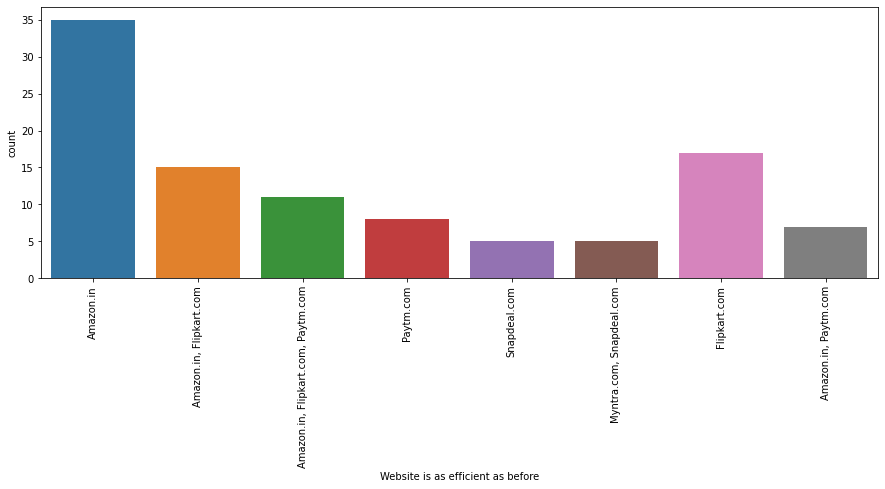 count
35
30
25
20
15
10
5
0
Amazon.in
Amazon.in, Flipkart.com
Amazon.in, Flipkart.com, Paytm.com
Paytm.com
Snapdeal.com
Myntra.com, Snapdeal.com
Flipkart.com
Amazon.in, Paytm.com
Website is as efficient as before